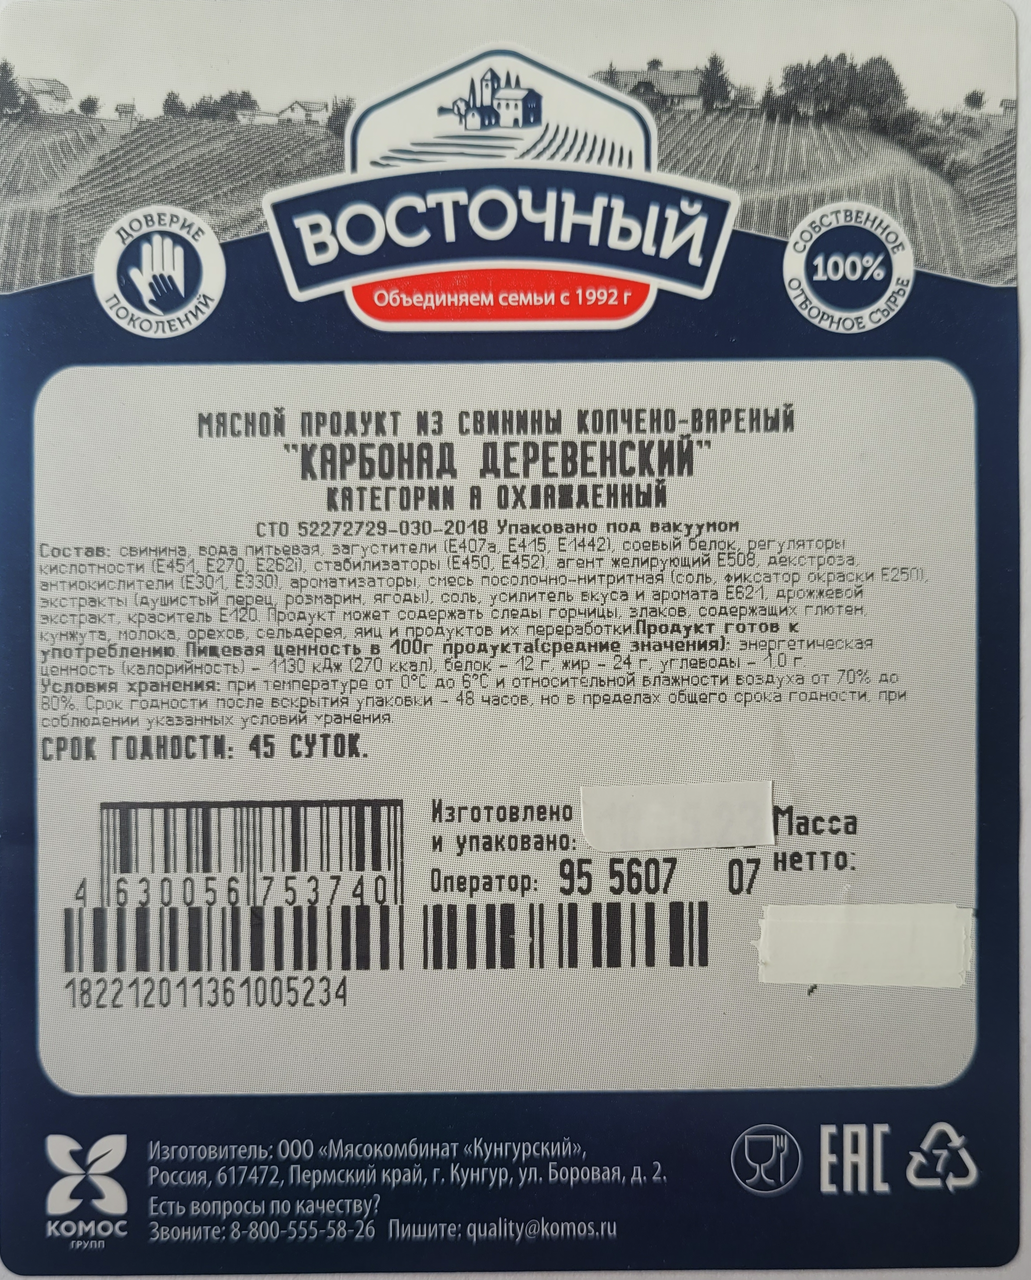 ВОСТОЧНЫЙ
Объединяем семьи с 1992 г
ДОВЕРИЕ
ПОКОЛЕНИЙ
СОБСТВЕННОЕ
100%
ОТБОРНОЕ СЫРЬЕ
МЯСНОЙ ПРОДУКТ ИЗ СВИНИНЫ КОПЧЕНО-ВАРЕНЫЙ
"КАРБОНАД ДЕРЕВЕНСКИЙ"
КАТЕГОРИИ А ОХЛАЖДЕННЫЙ
СТО 52272729-030-2018 Упаковано под вакуумом
Состав: свинина, вода питьевая, загустители (Е407а, Е415, Е1442), соевый белок, регуляторы
кислотности (Е451, Е270, Е262i), стабилизаторы (Е450, Е452), агент желирующий Е508, декстроза,
антиокислители (Е301, Е330), ароматизаторы, смесь посолочно-нитритная (соль, фиксатор окраски Е250),
экстракты (душистый перец, розмарин, ягоды), соль, усилитель вкуса и аромата Е621, дрожжевой
экстракт, краситель Е120. Продукт может содержать следы горчицы, злаков, содержащих глютен,
кунжута, молока, орехов, сельдерея, яиц и продуктов их переработки.Продукт готов к
употреблению. Пищевая ценность в 100г продукта(средние значения): энергетическая
ценность (калорийность) – 1130 кДж (270 ккал), белок – 12 г, жир – 24 г, углеводы – 1,0 г.
Условия хранения: при температуре от 0°С до 6°С и относительной влажности воздуха от 70% до
80%. Срок годности после вскрытия упаковки – 48 часов, но в пределах общего срока годности, при
соблюдении указанных условий хранения.
СРОК ГОДНОСТИ: 45 СУТОК.
Изготовлено
и упаковано:
Оператор: 95 5607 07
Масса
нетто:
4 630056 753740
182212011361005234
КОМОС
ГРУПП
Изготовитель: ООО «Мясокомбинат «Кунгурский»,
Россия, 617472, Пермский край, г. Кунгур, ул. Боровая, д. 2.
Есть вопросы по качеству?
Звоните: 8-800-555-58-26 Пишите: quality@komos.ru
ЕАС
7